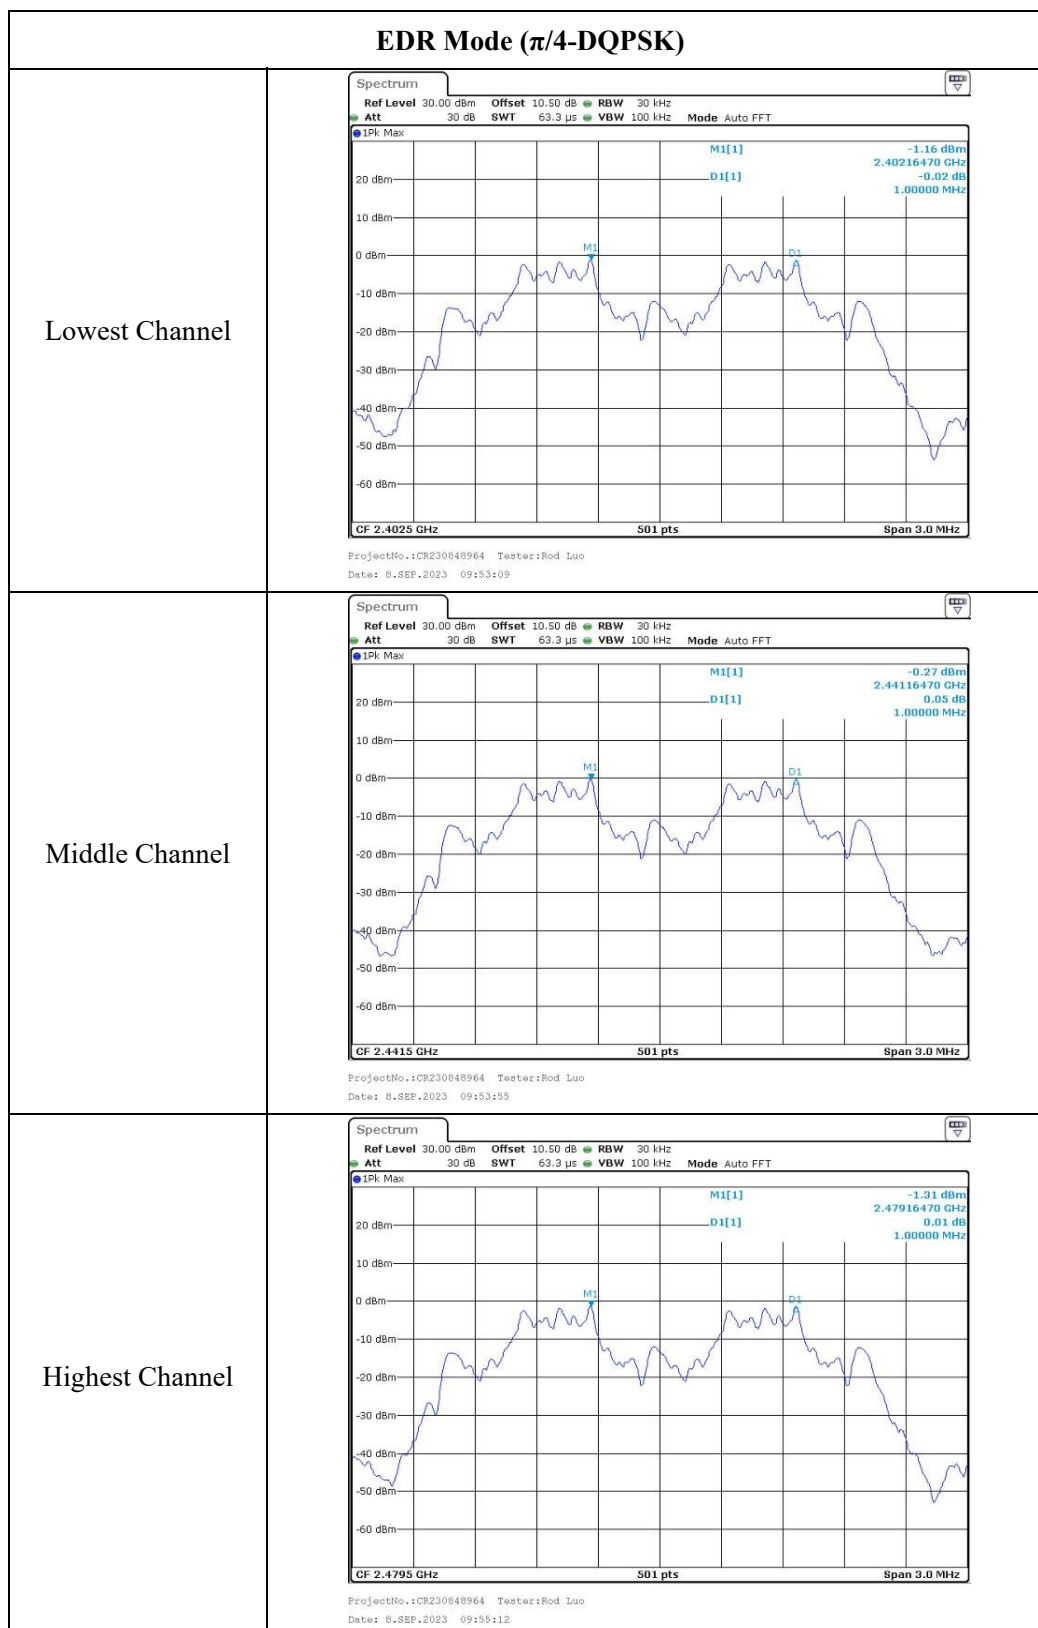 EDR Mode (π/4-DQPSK)
Lowest Channel
Spectrum
Ref Level 30.00 dBm Offset 10.50 dB RBW 30 kHz
Att 30 dB SWT 63.3 µs VBW 100 kHz Mode Auto FFT
1Pk Max
M1[1] -1.16 dBm
2.40216470 GHz
D1[1] -0.02 dB
1.00000 MHz
20 dBm
10 dBm
M1 D1
0 dBm
-10 dBm
-20 dBm
-30 dBm
-40 dBm
-50 dBm
-60 dBm
CF 2.4025 GHz 501 pts Span 3.0 MHz
ProjectNo.:CR230848964 Tester:Rod Luo
Date: 8.SEP.2023 09:53:09
Middle Channel
Spectrum
Ref Level 30.00 dBm Offset 10.50 dB RBW 30 kHz
Att 30 dB SWT 63.3 µs VBW 100 kHz Mode Auto FFT
1Pk Max
M1[1] -0.27 dBm
2.44116470 GHz
D1[1] 0.05 dB
1.00000 MHz
20 dBm
10 dBm
M1 D1
0 dBm
-10 dBm
-20 dBm
-30 dBm
-40 dBm
-50 dBm
-60 dBm
CF 2.4415 GHz 501 pts Span 3.0 MHz
ProjectNo.:CR230848964 Tester:Rod Luo
Date: 8.SEP.2023 09:53:55
Highest Channel
Spectrum
Ref Level 30.00 dBm Offset 10.50 dB RBW 30 kHz
Att 30 dB SWT 63.3 µs VBW 100 kHz Mode Auto FFT
1Pk Max
M1[1] -1.31 dBm
2.47916470 GHz
D1[1] 0.01 dB
1.00000 MHz
20 dBm
10 dBm
M1 D1
0 dBm
-10 dBm
-20 dBm
-30 dBm
-40 dBm
-50 dBm
-60 dBm
CF 2.4795 GHz 501 pts Span 3.0 MHz
ProjectNo.:CR230848964 Tester:Rod Luo
Date: 8.SEP.2023 09:55:12